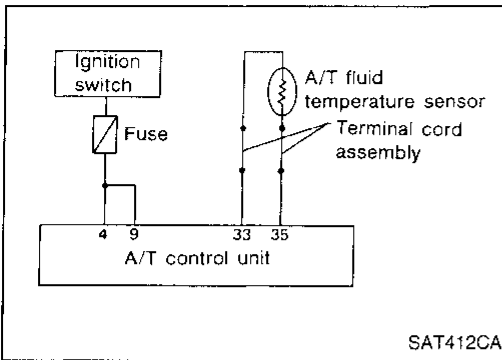 Ignition
switch
Fuse
A/T fluid
temperature sensor
Terminal cord
assembly
4 9 33 35
A/T control unit
SAT412CA